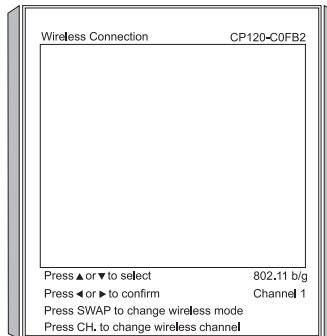 Wireless Connection CP120-C0FB2
Press ▲ or ▼ to select 802.11 b/g
Press ◄ or ► to confirm Channel 1
Press SWAP to change wireless mode
Press CH. to change wireless channel